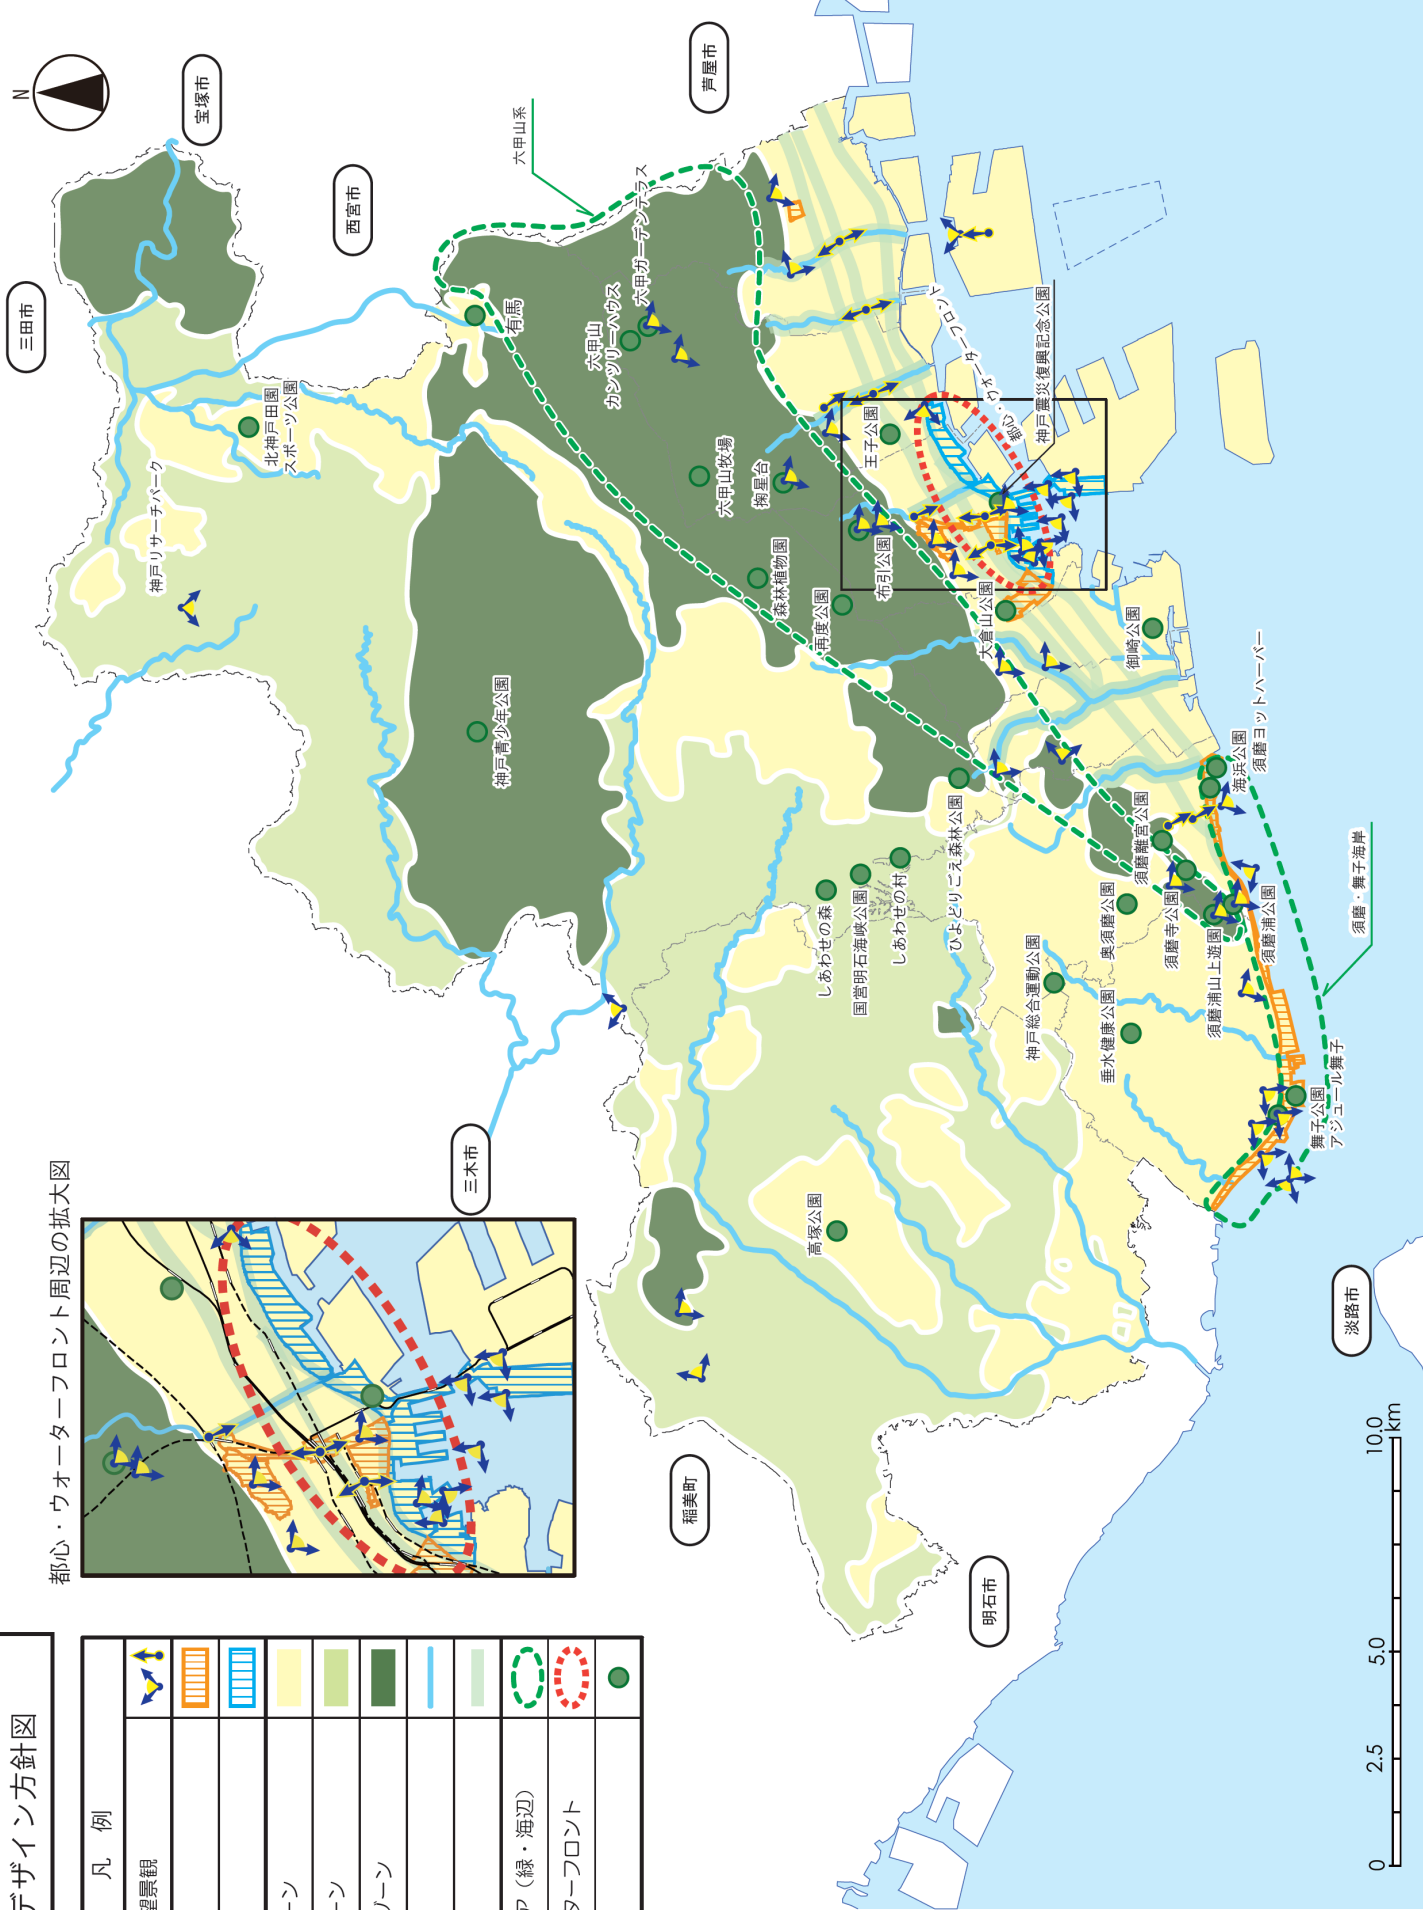 デザイン方針図
凡 例
望景観
ーン
ーン
ゾーン
ア（緑・海辺）
ターフロント
都心・ウォーターフロント周辺の拡大図
N
三田市
宝塚市
西宮市
芦屋市
三木市
稲美町
明石市
淡路市
六甲山系
須磨・舞子海岸
神戸リサーチパーク
北神戸田園
スポーツ公園
有馬
六甲山
カンツリーハウス
六甲ガーデンテラス
六甲山牧場
掬星台
王子公園
都心・ウォーターフロント
神戸震災復興記念公園
神戸青少年公園
森林植物園
再度公園
布引公園
大倉山公園
御崎公園
しあわせの森
国営明石海峡公園
しあわせの村
ひよどりごえ森林公園
須磨離宮公園
海浜公園
須磨ヨットハーバー
奥須磨公園
須磨寺公園
須磨浦山上遊園
須磨浦公園
神戸総合運動公園
垂水健康公園
高塚公園
舞子公園
アジュール舞子
0
2.5
5.0
10.0
km